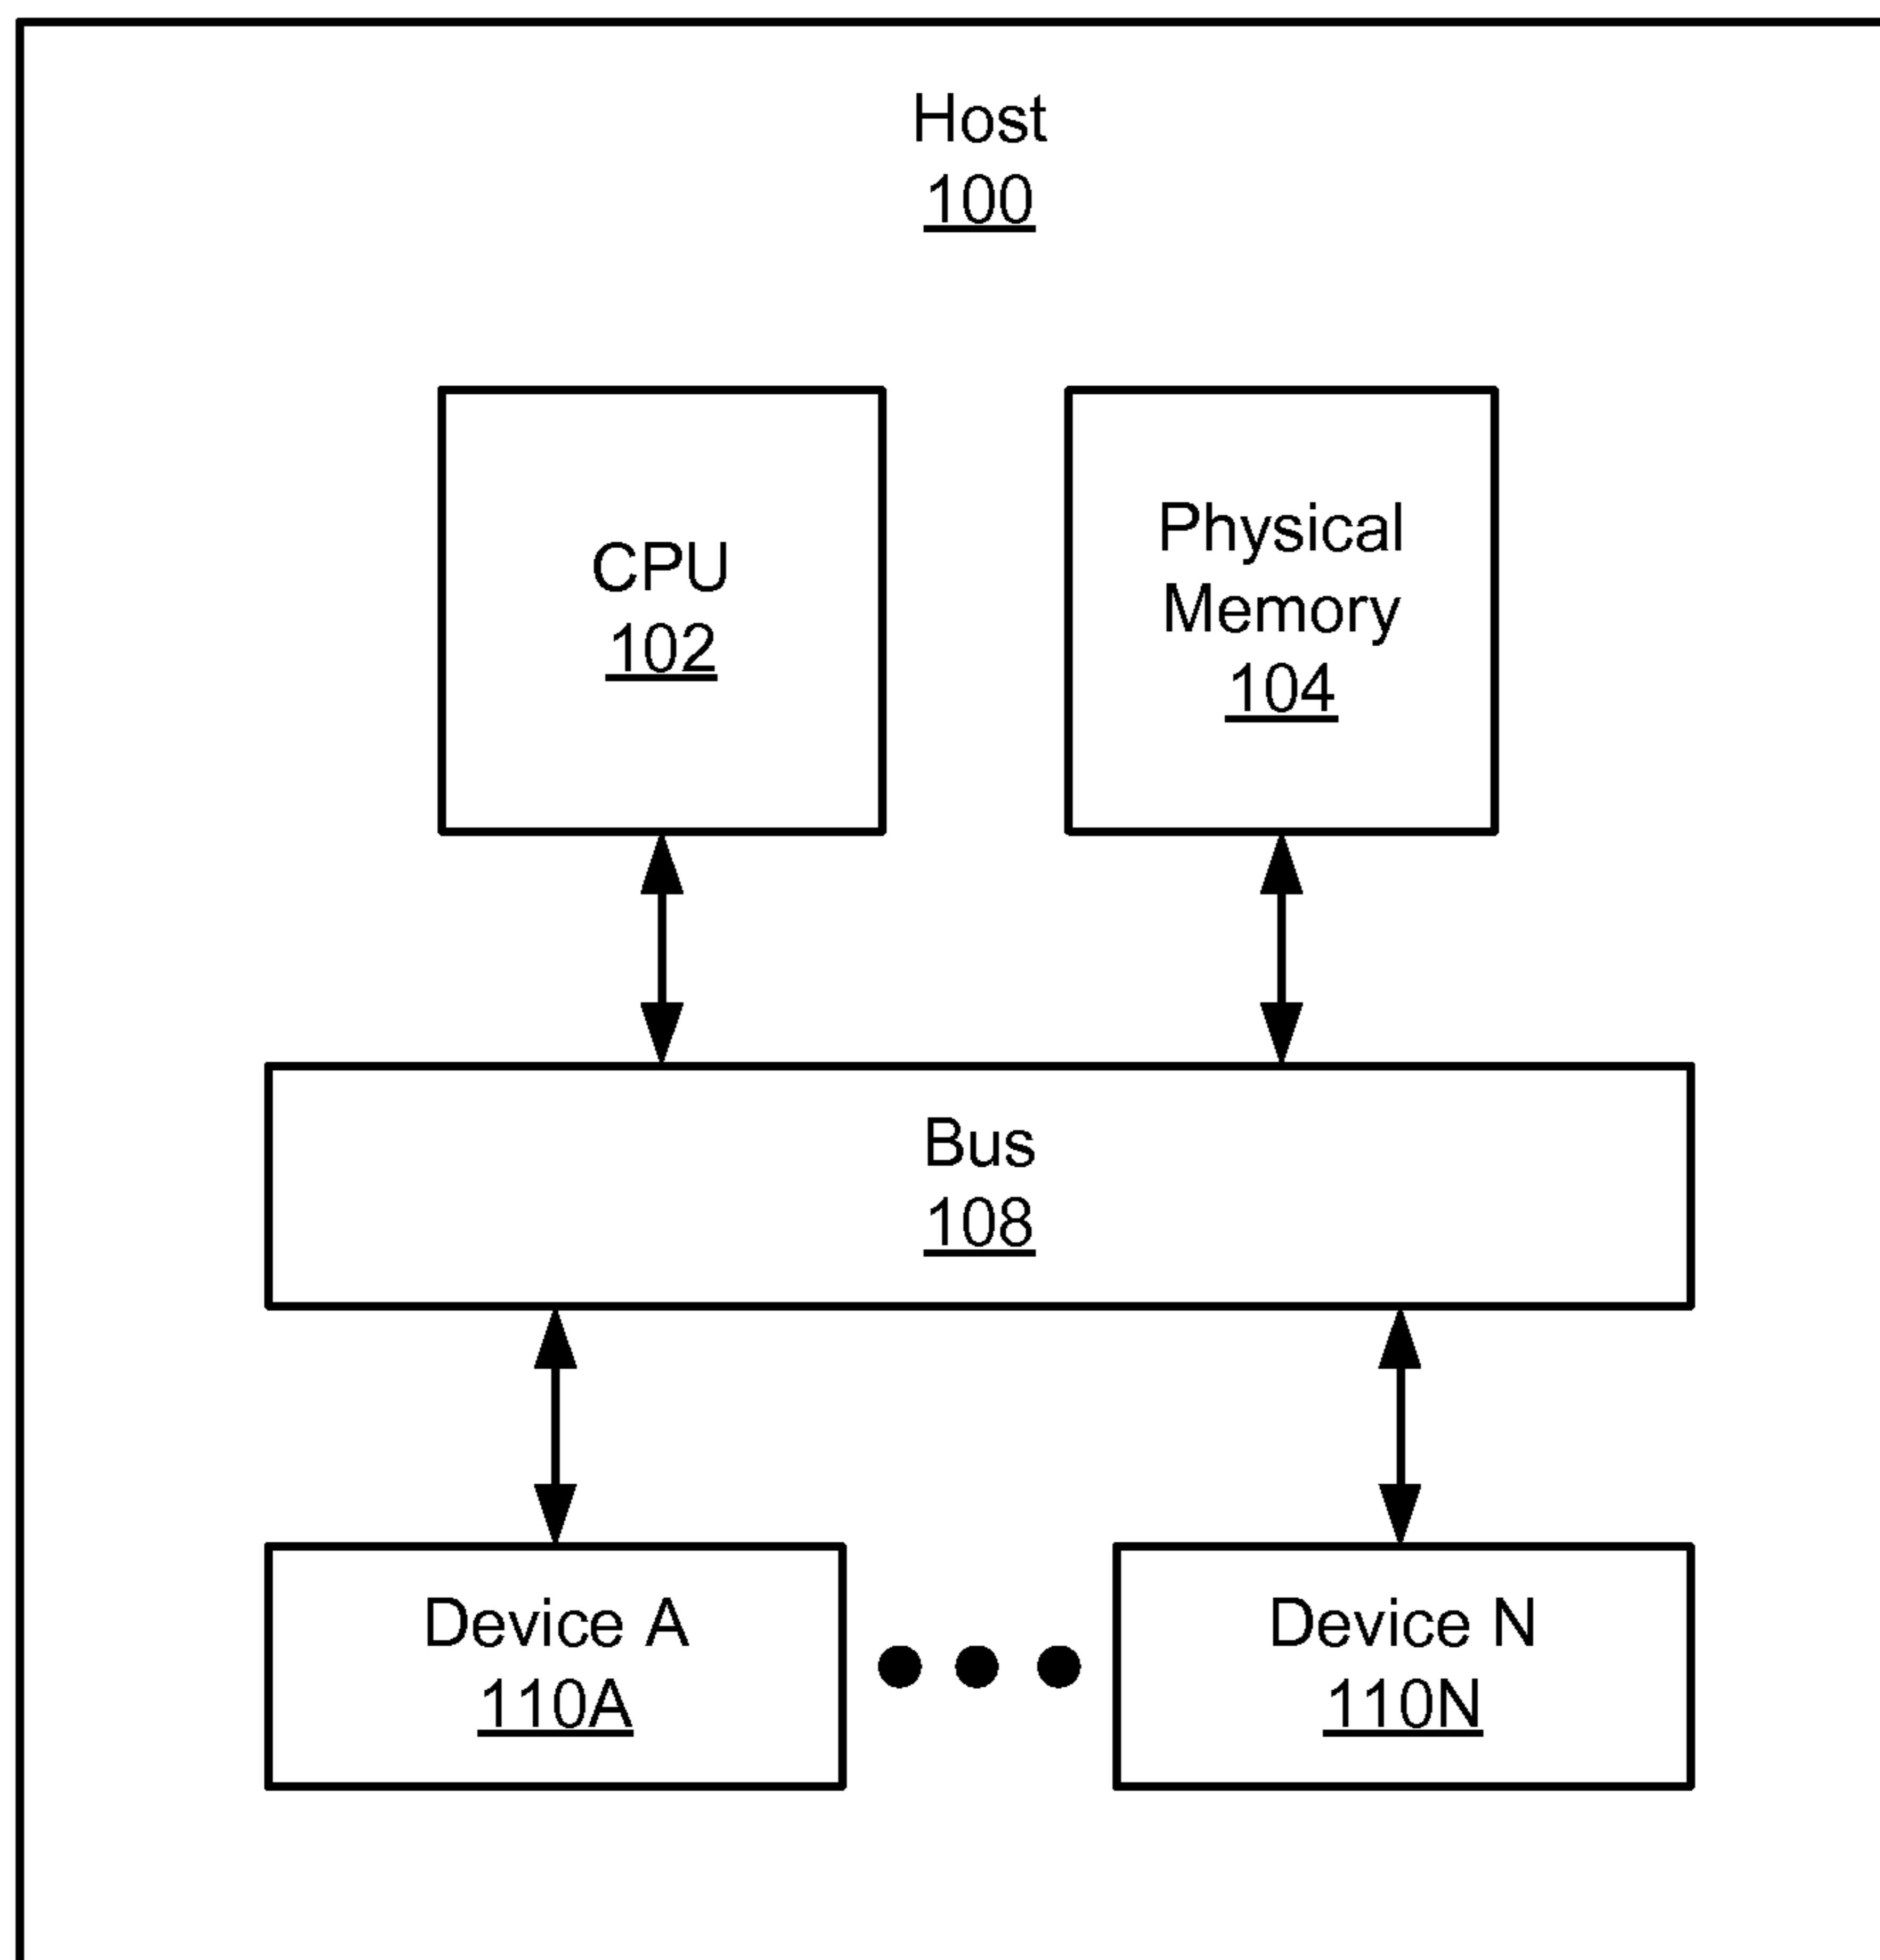 Host
100
CPU
102
Physical
Memory
104
Bus
108
Device A
110A
Device N
110N